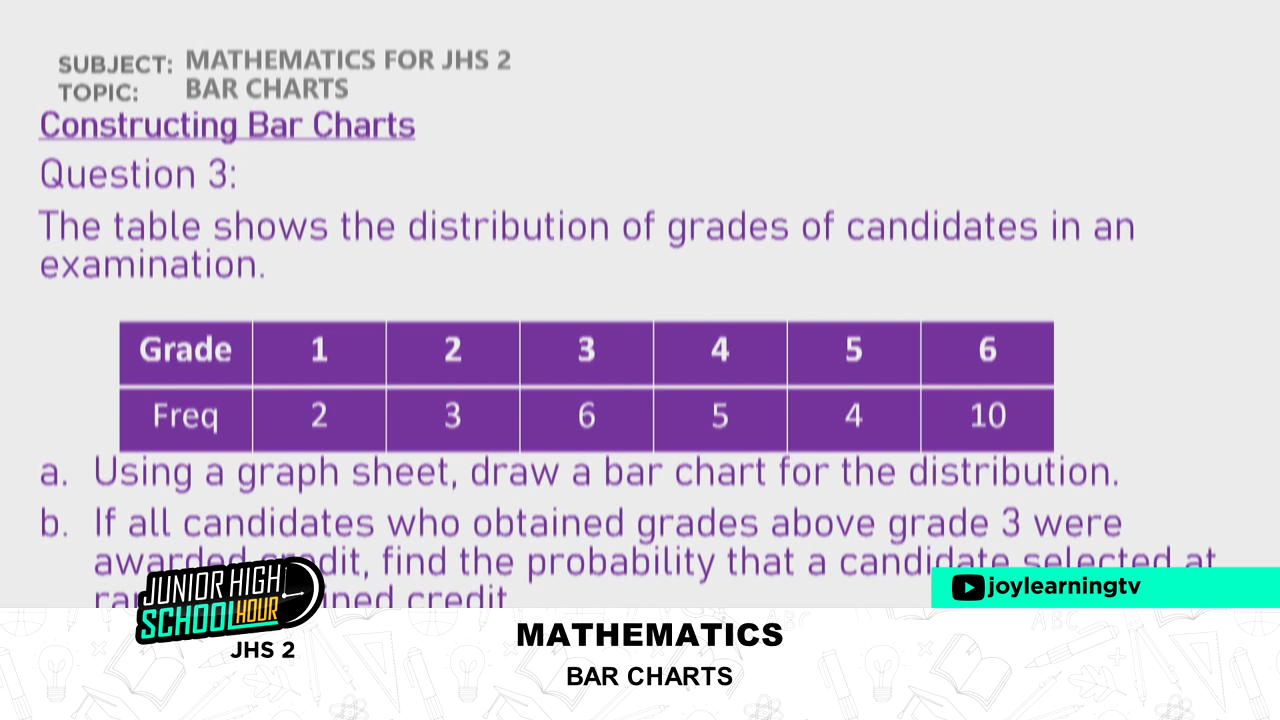 SUBJECT: MATHEMATICS FOR JHS 2
TOPIC: BAR CHARTS
Constructing Bar Charts
Question 3:
The table shows the distribution of grades of candidates in an
examination.
Grade 1 2 3 4 5 6
Freq 2 3 6 5 4 10
a. Using a graph sheet, draw a bar chart for the distribution.
b. If all candidates who obtained grades above grade 3 were
awarded credit, find the probability that a candidate selected at
credit
joylearningtv
JUNIOR HIGH
SCHOOL HOUR
JHS 2
MATHEMATICS
BAR CHARTS
ABC